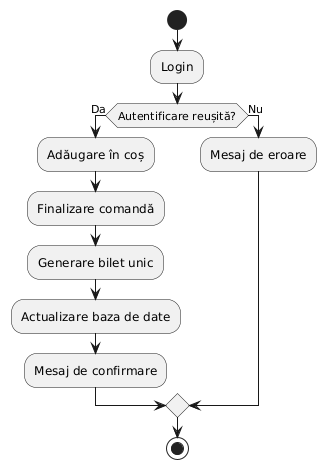 Login
Autentificare reușită?
Da
Nu
Adăugare în coș
Mesaj de eroare
Finalizare comandă
Generare bilet unic
Actualizare baza de date
Mesaj de confirmare